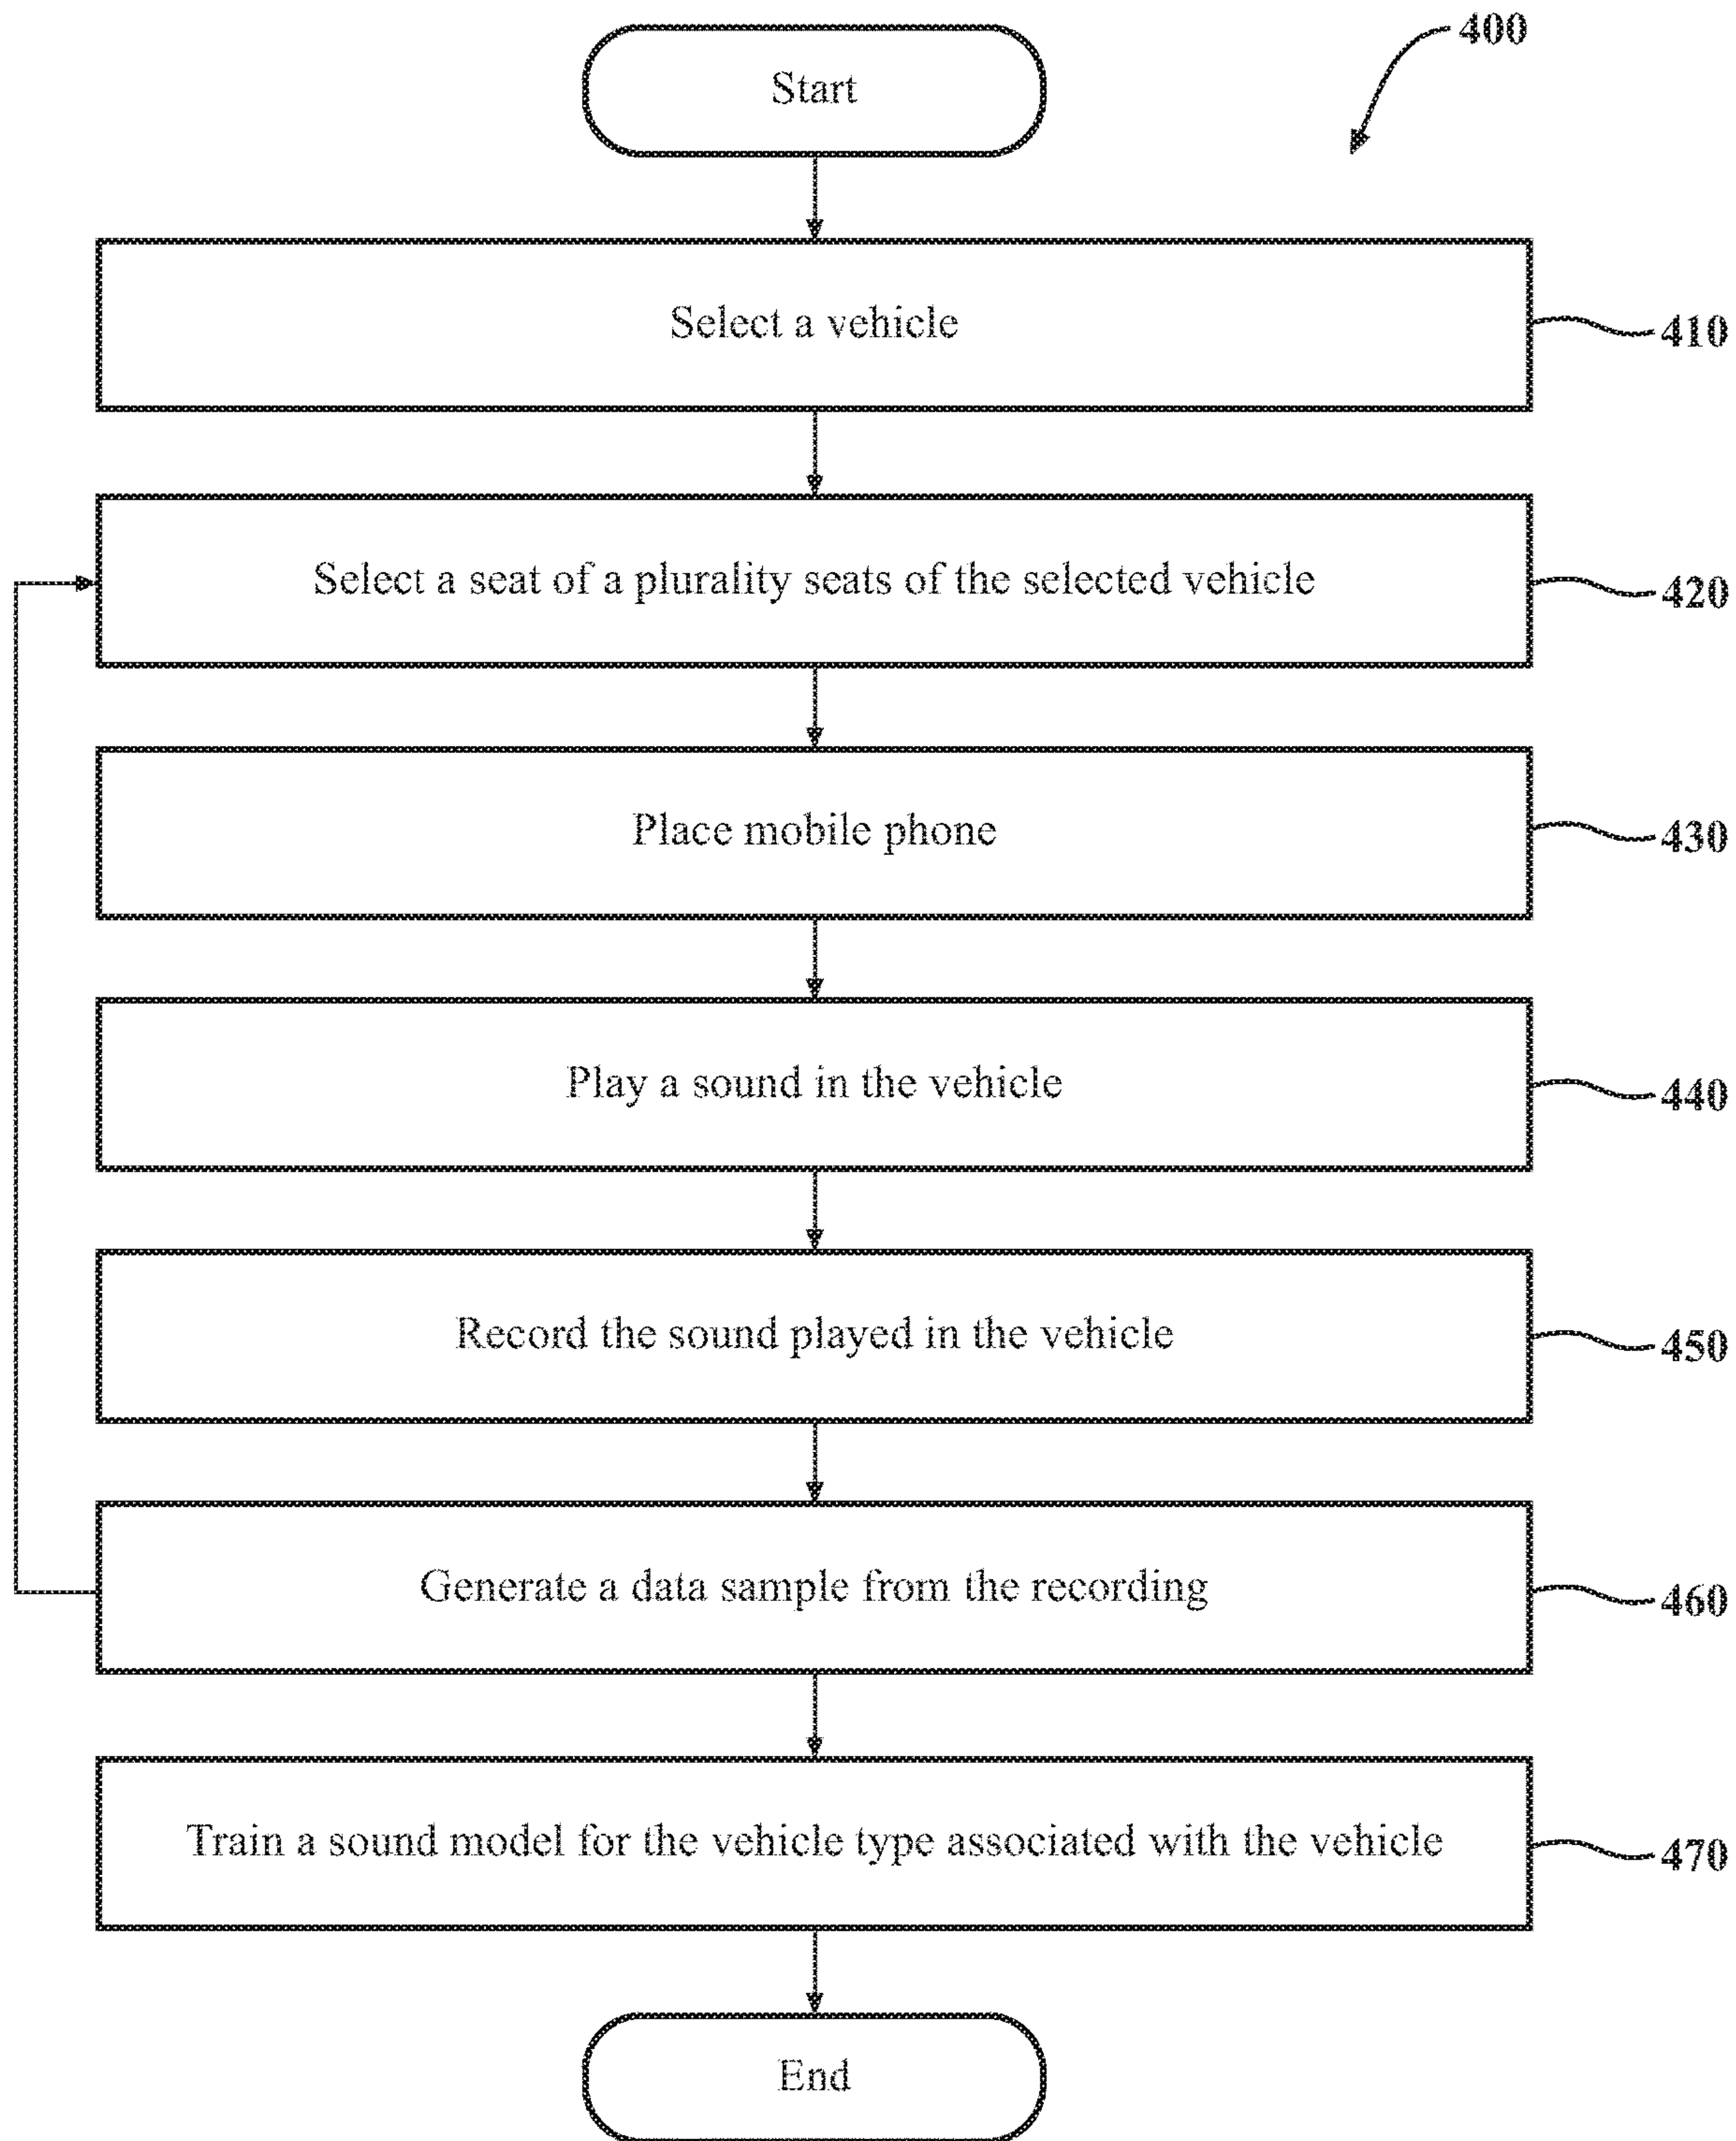 400
Start
Select a vehicle
410
Select a seat of a plurality seats of the selected vehicle
420
Place mobile phone
430
Play a sound in the vehicle
440
Record the sound played in the vehicle
450
Generate a data sample from the recording
460
Train a sound model for the vehicle type associated with the vehicle
470
End